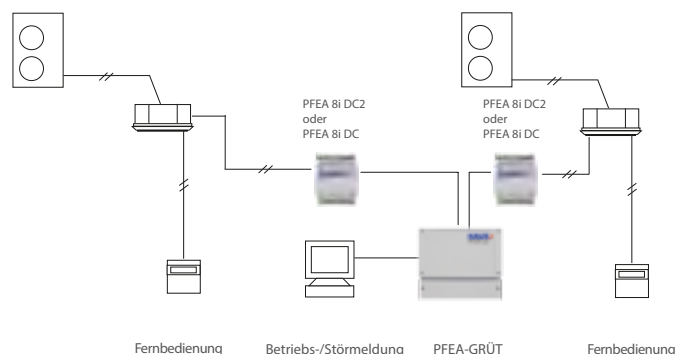 PFEA 8i DC2
oder
PFEA 8i DC
PFEA 8i DC2
oder
PFEA 8i DC
Fernbedienung
Betriebs-/Störmeldung
PFEA-GRÜT
Fernbedienung